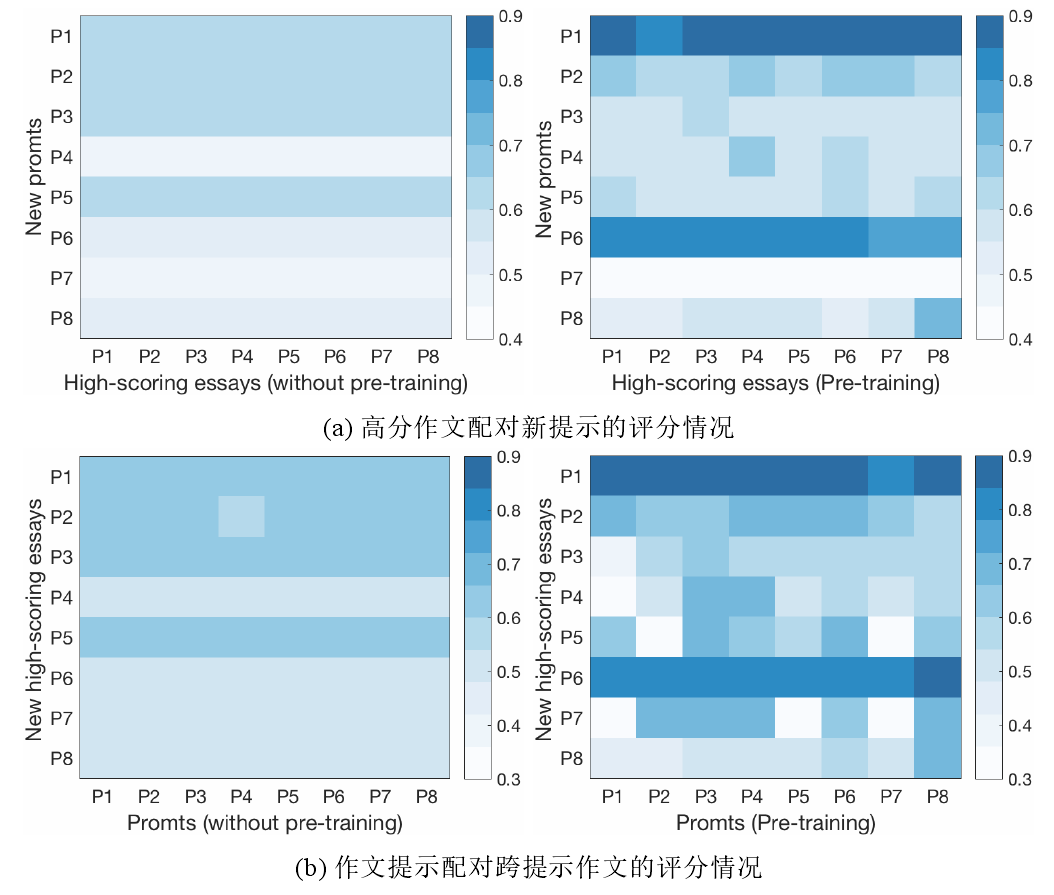 P1
P2
P3
P4
P5
P6
P7
P8
New promts
P1 P2 P3 P4 P5 P6 P7 P8
High-scoring essays (without pre-training)
0.9
0.8
0.7
0.6
0.5
0.4
P1
P2
P3
P4
P5
P6
P7
P8
New promts
P1 P2 P3 P4 P5 P6 P7 P8
High-scoring essays (Pre-training)
0.9
0.8
0.7
0.6
0.5
0.4
(a) 高分作文配对新提示的评分情况
P1
P2
P3
P4
P5
P6
P7
P8
New high-scoring essays
P1 P2 P3 P4 P5 P6 P7 P8
Promts (without pre-training)
0.9
0.8
0.7
0.6
0.5
0.4
0.3
P1
P2
P3
P4
P5
P6
P7
P8
New high-scoring essays
P1 P2 P3 P4 P5 P6 P7 P8
Promts (Pre-training)
0.9
0.8
0.7
0.6
0.5
0.4
0.3
(b) 作文提示配对跨提示作文的评分情况